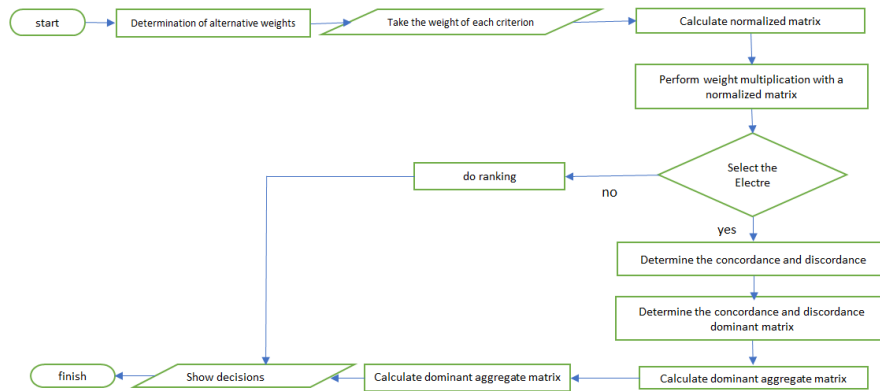 start
Determination of alternative weights
Take the weight of each criterion
Calculate normalized matrix
Perform weight multiplication with a
normalized matrix
Select the
Electre
do ranking
no
yes
Determine the concordance and discordance
Determine the concordance and discordance
dominant matrix
Calculate dominant aggregate matrix
Calculate dominant aggregate matrix
Show decisions
finish